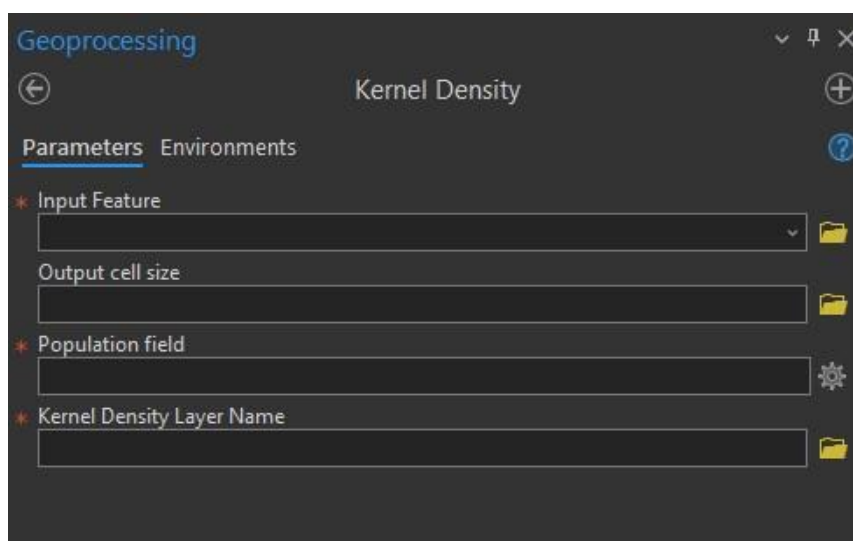 Geoprocessing
Kernel Density
Parameters Environments
* Input Feature
Output cell size
* Population field
* Kernel Density Layer Name